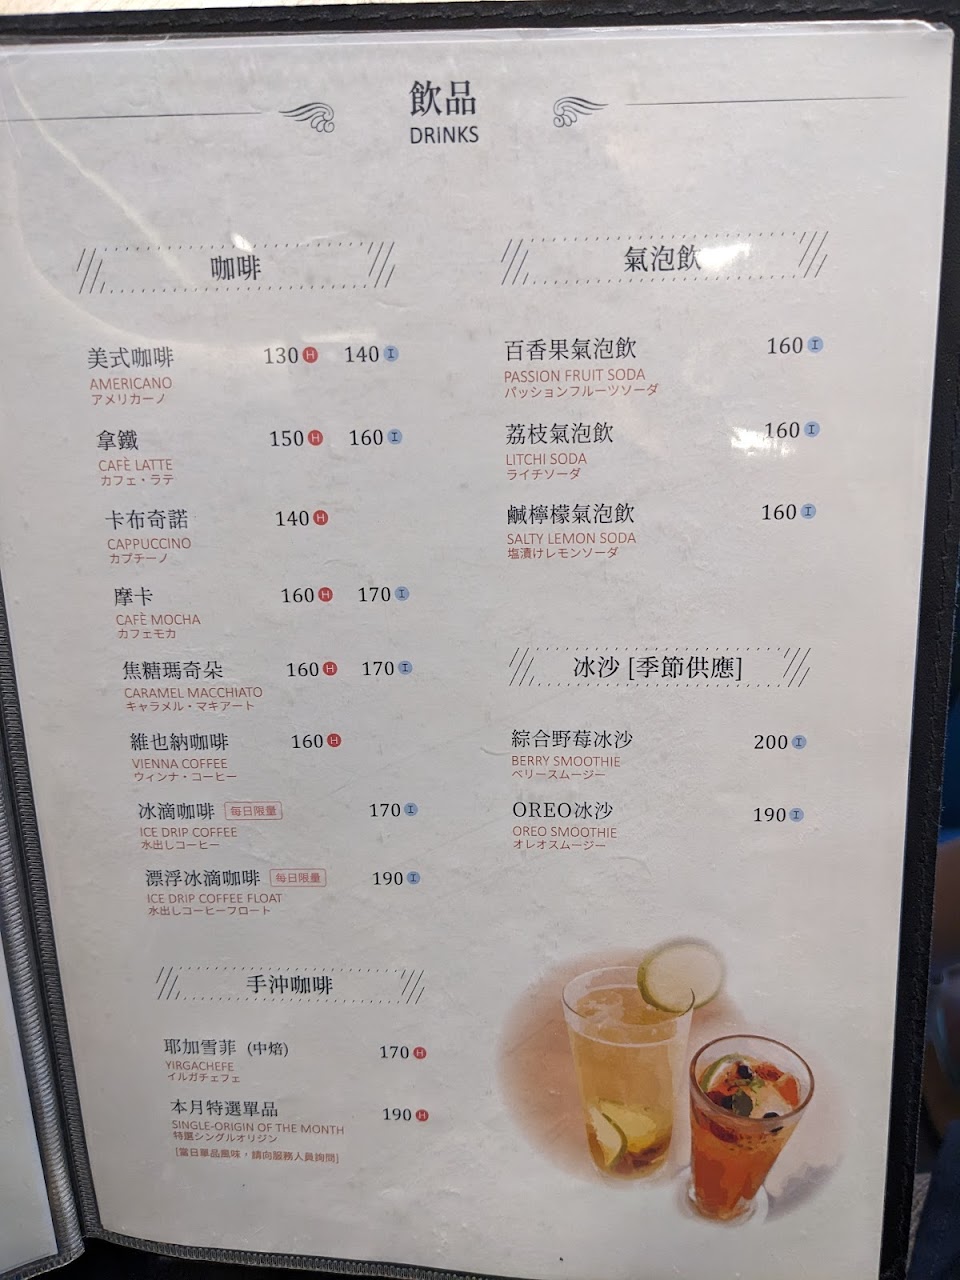 飲品
DRINKS
咖啡
美式咖啡 130 H 140 I
AMERICANO
アメリカーノ
拿鐵 150 H 160 I
CAFÈ LATTE
カフェ・ラテ
卡布奇諾 140 H
CAPPUCCINO
カプチーノ
摩卡 160 H 170 I
CAFÈ MOCHA
カフェモカ
焦糖瑪奇朵 160 H 170 I
CARAMEL MACCHIATO
キャラメル・マキアート
維也納咖啡 160 H
VIENNA COFFEE
ウィンナ・コーヒー
冰滴咖啡 每日限量 170 I
ICE DRIP COFFEE
水出しコーヒー
漂浮冰滴咖啡 每日限量 190 I
ICE DRIP COFFEE FLOAT
水出しコーヒーフロート
手沖咖啡
耶加雪菲 (中焙) 170 H
YIRGACHEFE
イルガチェフェ
本月特選單品 190 H
SINGLE-ORIGIN OF THE MONTH
特選シングルオリジン
[當日單品風味，請向服務人員詢問]
氣泡飲
百香果氣泡飲 160 I
PASSION FRUIT SODA
パッションフルーツソーダ
荔枝氣泡飲 160 I
LITCHI SODA
ライチソーダ
鹹檸檬氣泡飲 160 I
SALTY LEMON SODA
塩漬けレモンソーダ
冰沙 [季節供應]
綜合野莓冰沙 200 I
BERRY SMOOTHIE
ベリースムージー
OREO冰沙 190 I
OREO SMOOTHIE
オレオスムージー